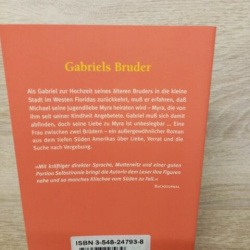 Gabriels Bruder
Als Gabriel zur Hochzeit seines älteren Bruders in die kleine
Stadt im Westen Floridas zurückkehrt, muß er erfahren, daß
Michael seine Jugendliebe Myra heiraten wird – Myra, die von
ihm seit seiner Kindheit Angebetete. Gabriel muß sich damit
abfinden, doch seine Liebe zu Myra ist unbesiegbar ... Eine
Frau zwischen zwei Brüdern – ein außergewöhnlicher Roman
aus dem tiefen Süden Amerikas über Liebe, Verrat und die
Suche nach Vergebung.
»Mit kräftiger direkter Sprache, Mutterwitz und einer guten
Portion Selbstironie bringt die Autorin dem Leser ihre Figuren
nahe und so manches Klischee vom Süden zu Fall.«
ISBN 3-548-24793-8